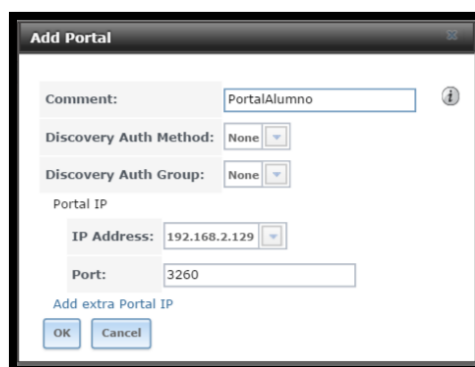 Add Portal
Comment: PortalAlumno
Discovery Auth Method: None
Discovery Auth Group: None
Portal IP
IP Address: 192.168.2.129
Port: 3260
Add extra Portal IP
OK Cancel